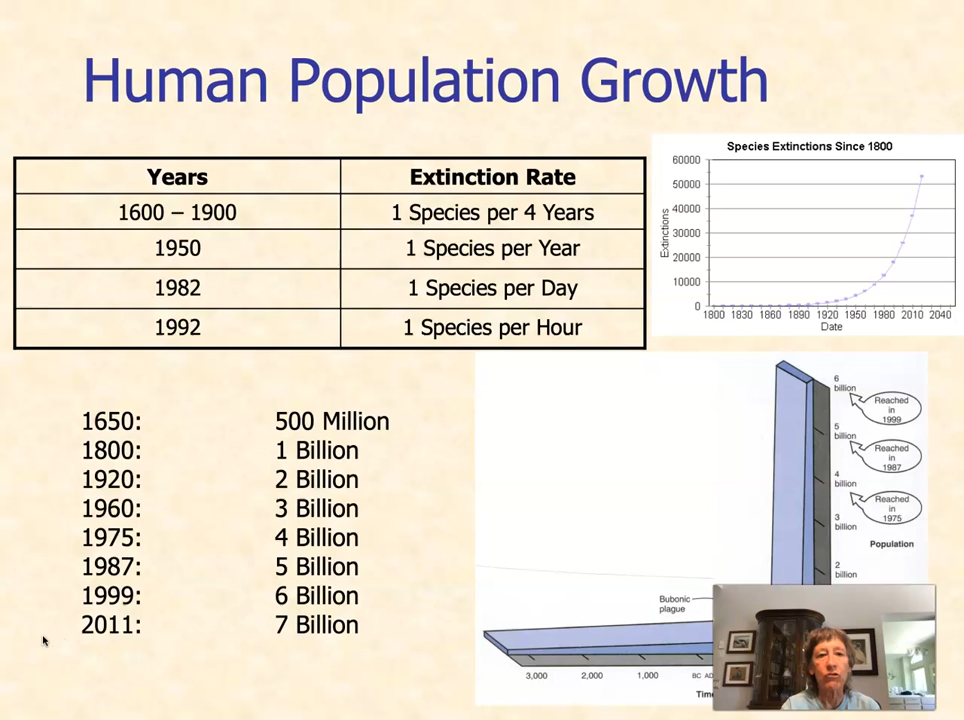 Human Population Growth
Years Extinction Rate
1600 – 1900 1 Species per 4 Years
1950 1 Species per Year
1982 1 Species per Day
1992 1 Species per Hour
Species Extinctions Since 1800
60000
50000
40000
30000
20000
10000
0
Extinctions
1800 1830 1860 1890 1920 1950 1980 2010 2040
Date
1650: 500 Million
1800: 1 Billion
1920: 2 Billion
1960: 3 Billion
1975: 4 Billion
1987: 5 Billion
1999: 6 Billion
2011: 7 Billion
6
billion
Reached
in
1999
5
billion
Reached
in
1987
4
billion
Reached
in
1975
3
billion
Population
2
billion
Bubonic
plague
3,000 2,000 1,000 BC AD